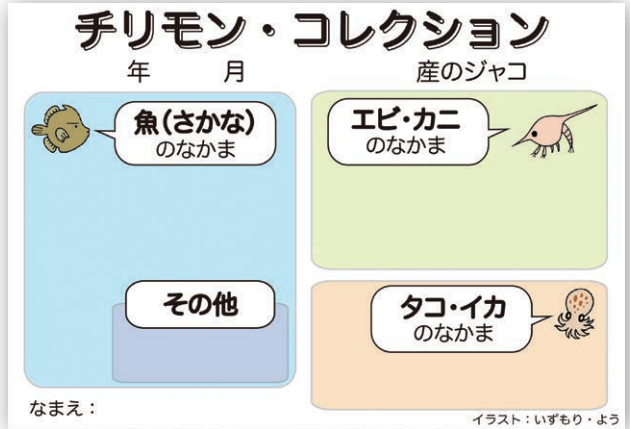 チリモン・コレクション
年　　月　　産のジャコ
魚(さかな)
のなかま
エビ・カニ
のなかま
その他
タコ・イカ
のなかま
なまえ：
イラスト：いずもり・よう